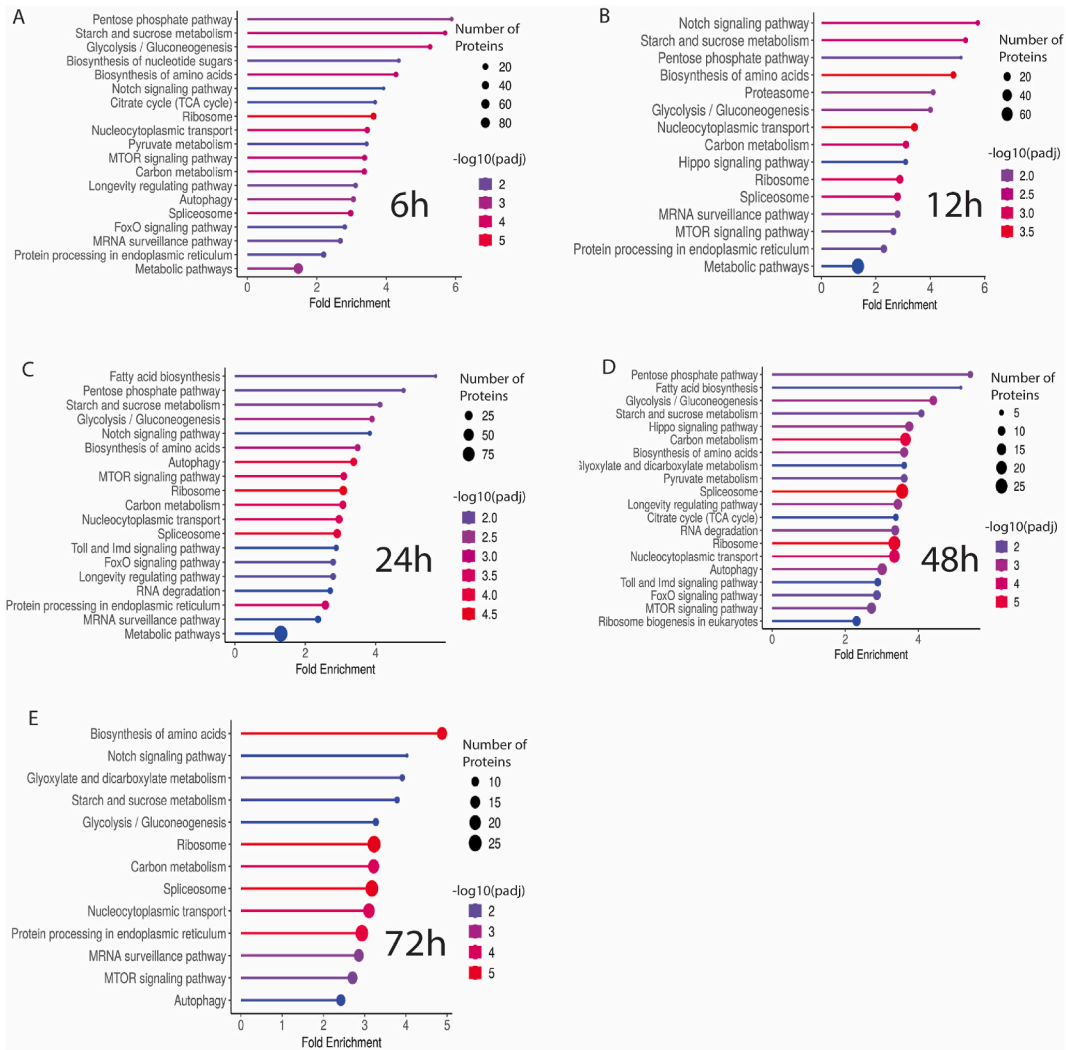 A
Pentose phosphate pathway
Starch and sucrose metabolism
Glycolysis / Gluconeogenesis
Biosynthesis of nucleotide sugars
Biosynthesis of amino acids
Notch signaling pathway
Citrate cycle (TCA cycle)
Ribosome
Nucleocytoplasmic transport
Pyruvate metabolism
MTOR signaling pathway
Carbon metabolism
Longevity regulating pathway
Autophagy
Spliceosome
FoxO signaling pathway
MRNA surveillance pathway
Protein processing in endoplasmic reticulum
Metabolic pathways
0 2 4 6
Fold Enrichment
6h
Number of
Proteins
20
40
60
80
-log10(padj)
2
3
4
5
B
Notch signaling pathway
Starch and sucrose metabolism
Pentose phosphate pathway
Biosynthesis of amino acids
Proteasome
Glycolysis / Gluconeogenesis
Nucleocytoplasmic transport
Carbon metabolism
Hippo signaling pathway
Ribosome
Spliceosome
MRNA surveillance pathway
MTOR signaling pathway
Protein processing in endoplasmic reticulum
Metabolic pathways
0 2 4 6
Fold Enrichment
12h
Number of
Proteins
20
40
60
-log10(padj)
2.0
2.5
3.0
3.5
C
Fatty acid biosynthesis
Pentose phosphate pathway
Starch and sucrose metabolism
Glycolysis / Gluconeogenesis
Notch signaling pathway
Biosynthesis of amino acids
Autophagy
MTOR signaling pathway
Ribosome
Carbon metabolism
Nucleocytoplasmic transport
Spliceosome
Toll and Imd signaling pathway
FoxO signaling pathway
Longevity regulating pathway
RNA degradation
Protein processing in endoplasmic reticulum
MRNA surveillance pathway
Metabolic pathways
0 2 4
Fold Enrichment
24h
Number of
Proteins
25
50
75
-log10(padj)
2.0
2.5
3.0
3.5
4.0
4.5
D
Pentose phosphate pathway
Fatty acid biosynthesis
Glycolysis / Gluconeogenesis
Starch and sucrose metabolism
Hippo signaling pathway
Carbon metabolism
Biosynthesis of amino acids
Glyoxylate and dicarboxylate metabolism
Pyruvate metabolism
Spliceosome
Longevity regulating pathway
Citrate cycle (TCA cycle)
RNA degradation
Ribosome
Nucleocytoplasmic transport
Autophagy
Toll and Imd signaling pathway
FoxO signaling pathway
MTOR signaling pathway
Ribosome biogenesis in eukaryotes
0 2 4
Fold Enrichment
48h
Number of
Proteins
5
10
15
20
25
-log10(padj)
2
3
4
5
E
Biosynthesis of amino acids
Notch signaling pathway
Glyoxylate and dicarboxylate metabolism
Starch and sucrose metabolism
Glycolysis / Gluconeogenesis
Ribosome
Carbon metabolism
Spliceosome
Nucleocytoplasmic transport
Protein processing in endoplasmic reticulum
MRNA surveillance pathway
MTOR signaling pathway
Autophagy
0 1 2 3 4 5
Fold Enrichment
72h
Number of
Proteins
10
15
20
25
-log10(padj)
2
3
4
5